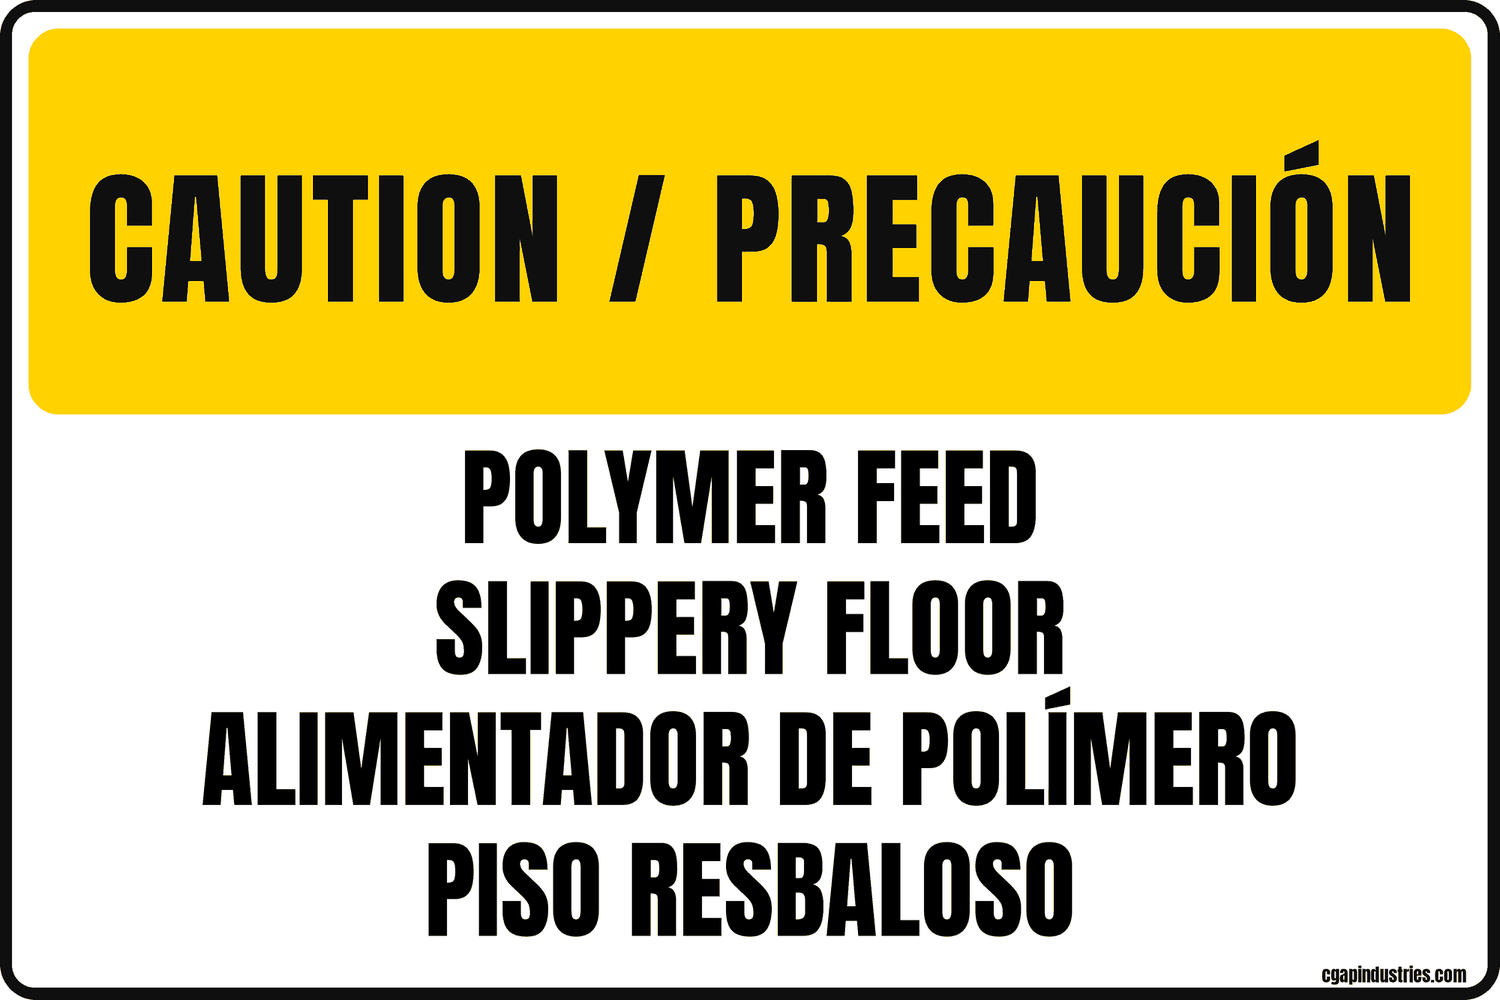 CAUTION / PRECAUCIÓN
POLYMER FEED
SLIPPERY FLOOR
ALIMENTADOR DE POLÍMERO
PISO RESBALOSO
cgapindustries.com